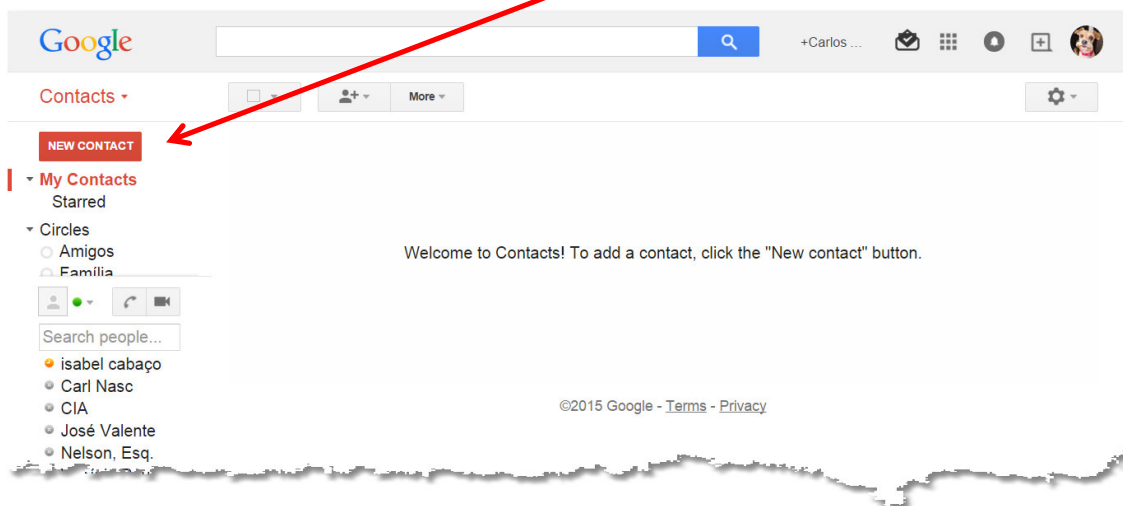 Google
+Carlos ...
Contacts
More
NEW CONTACT
My Contacts
Starred
Circles
Amigos
Família
Welcome to Contacts! To add a contact, click the "New contact" button.
Search people...
isabel cabaço
Carl Nasc
CIA
José Valente
Nelson, Esq.
©2015 Google - Terms - Privacy